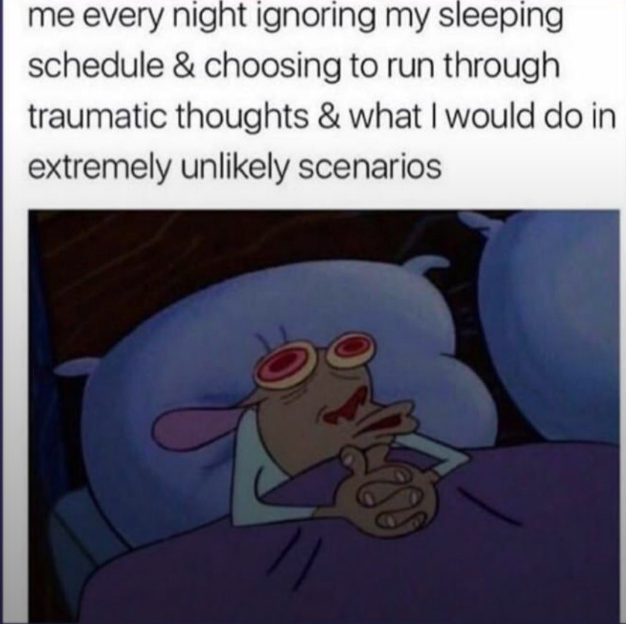 me every night ignoring my sleeping
schedule & choosing to run through
traumatic thoughts & what I would do in
extremely unlikely scenarios